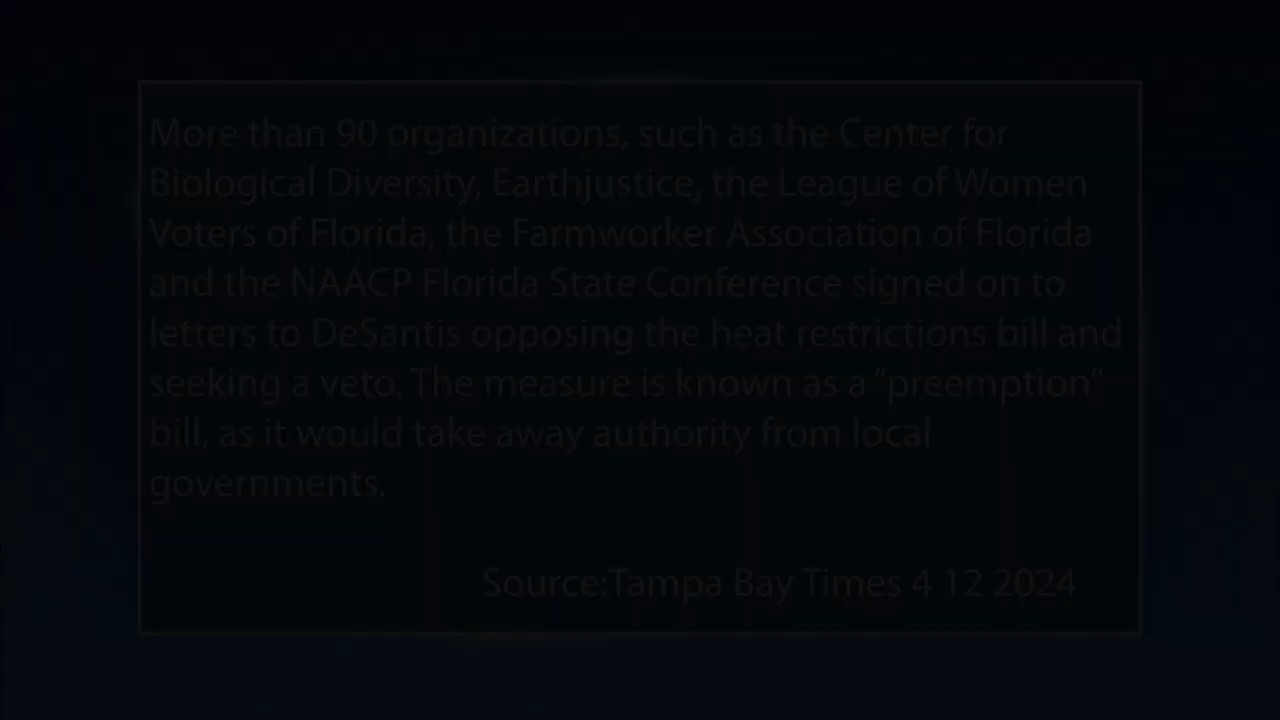 More than 90 organizations, such as the Center for
Biological Diversity, Earthjustice, the League of Women
Voters of Florida, the Farmworker Association of Florida
and the NAACP Florida State Conference signed on to
letters to DeSantis opposing the heat restrictions bill and
seeking a veto. The measure is known as a "preemption"
bill, as it would take away authority from local
governments.
Source:Tampa Bay Times 4 12 2024